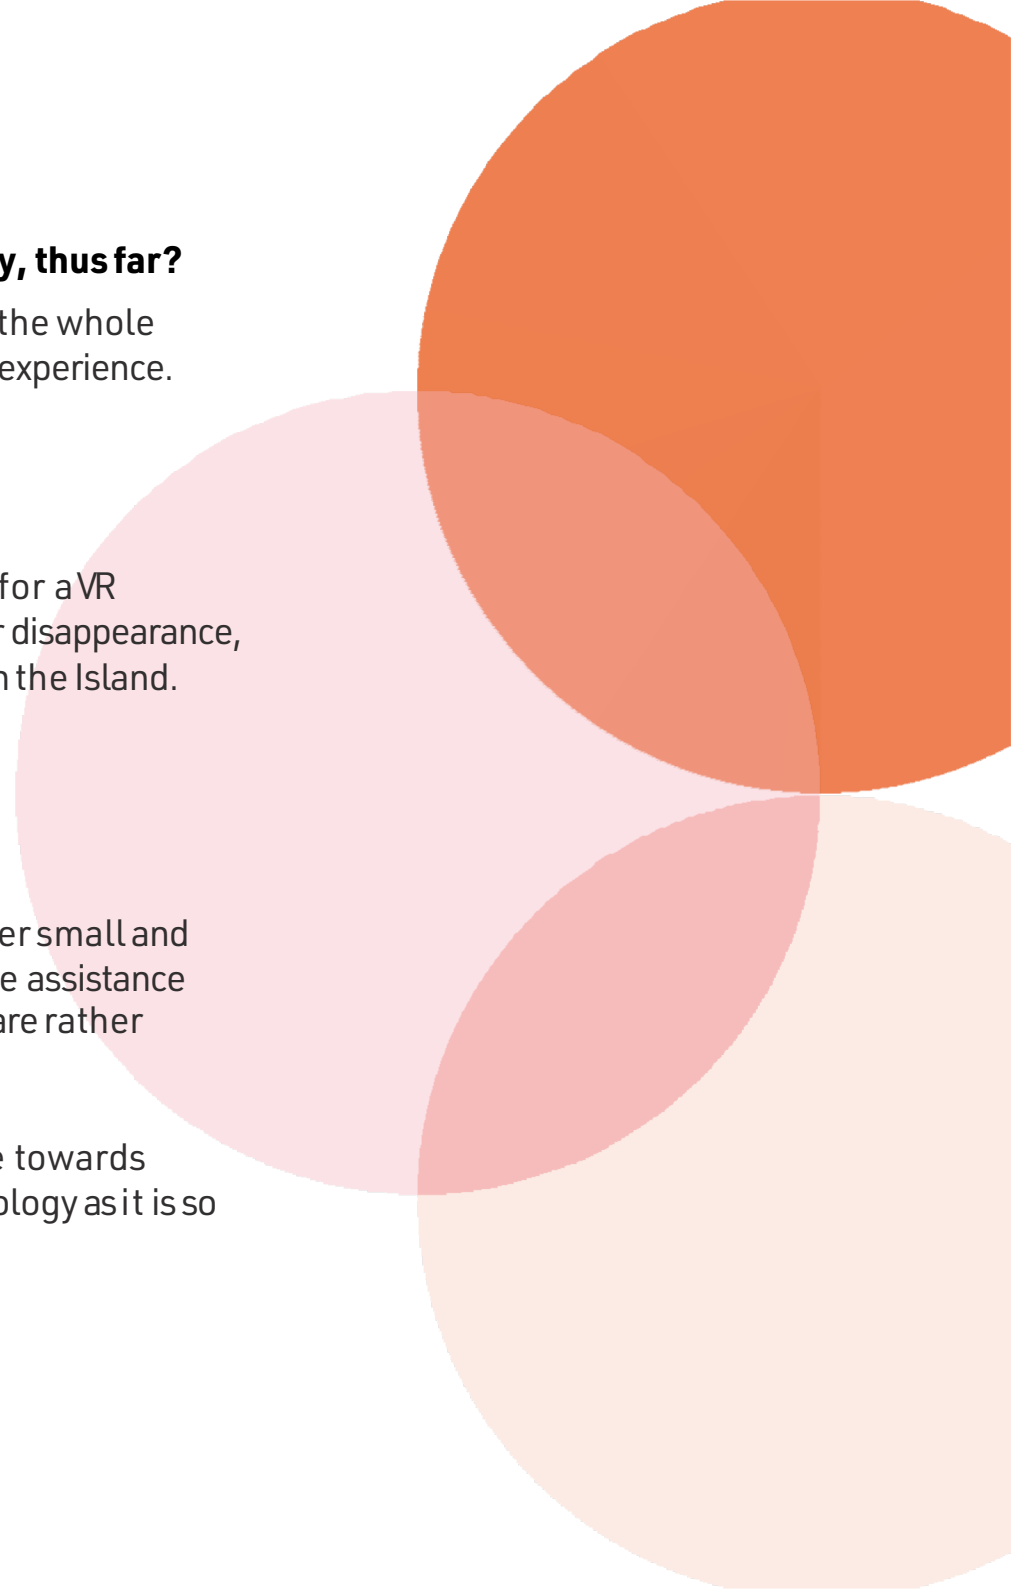 y, thus far?
the whole
experience.
for a VR
r disappearance,
n the Island.
er small and
e assistance
are rather
e towards
ology as it is so